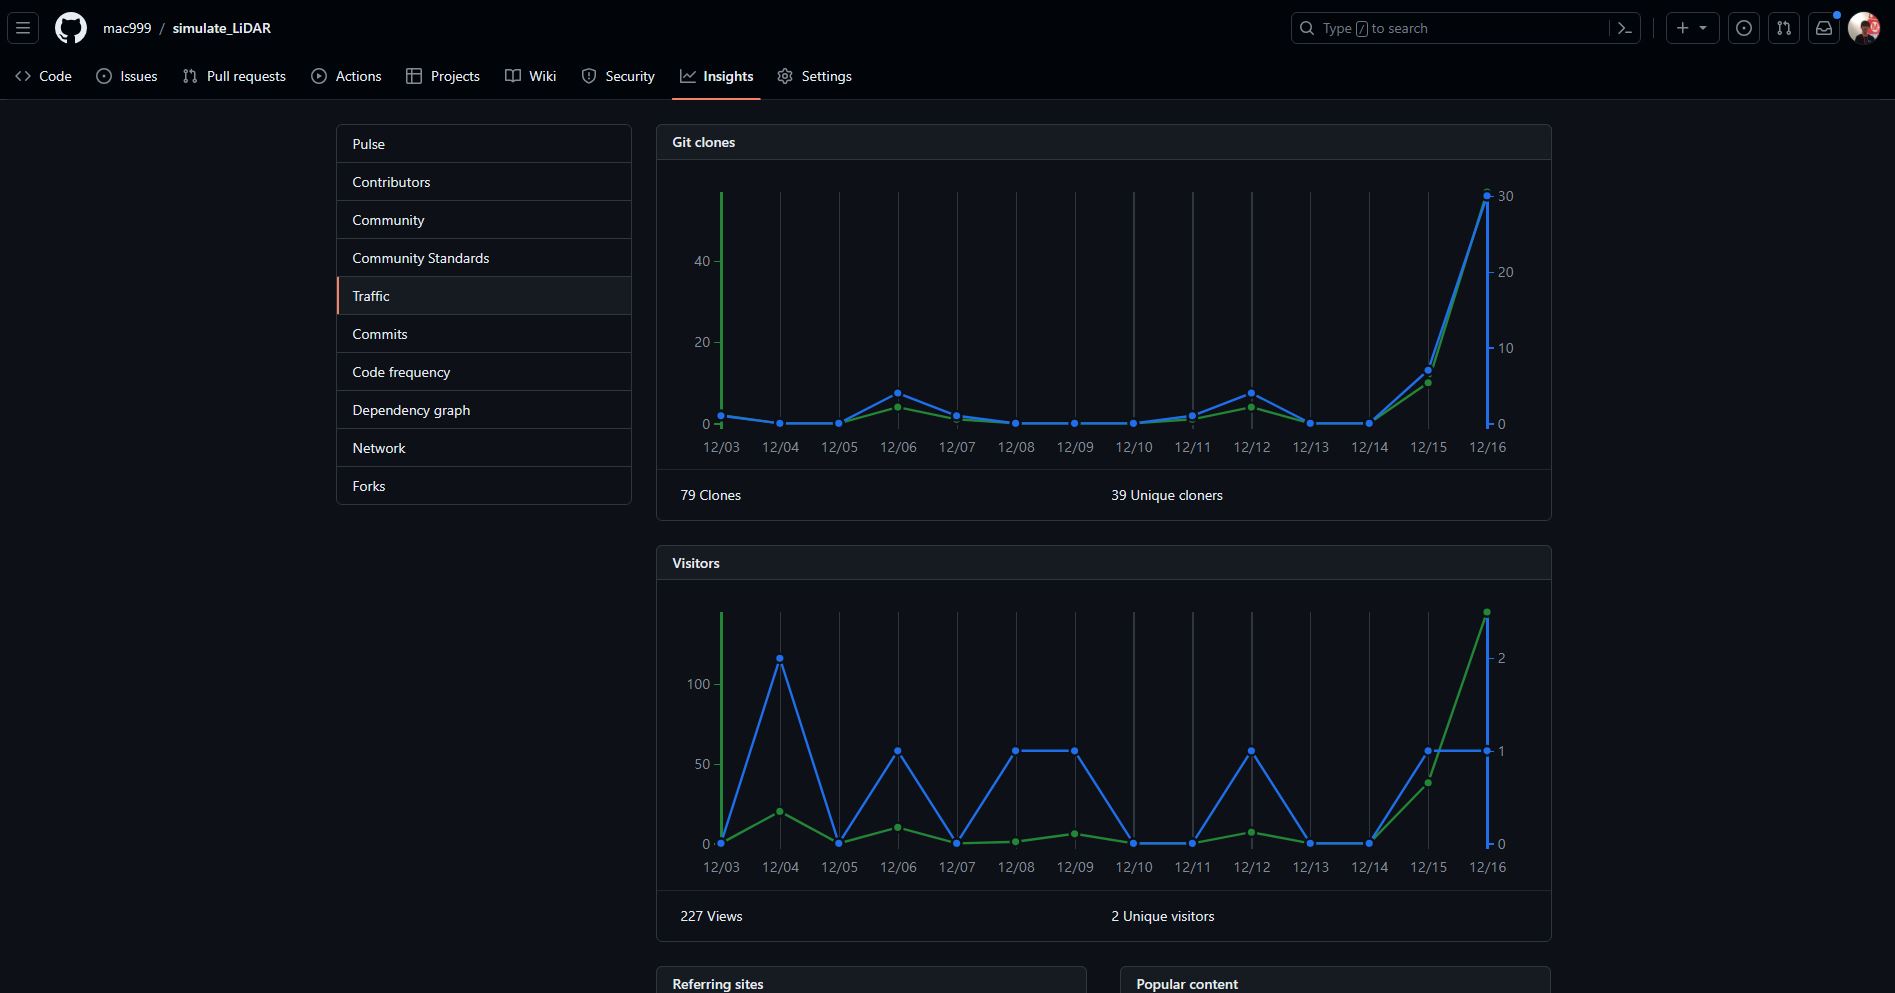 mac999 / simulate_LiDAR
Type / to search
Code Issues Pull requests Actions Projects Wiki Security Insights Settings
Pulse
Contributors
Community
Community Standards
Traffic
Commits
Code frequency
Dependency graph
Network
Forks
Git clones
40
20
0
30
20
10
0
12/03 12/04 12/05 12/06 12/07 12/08 12/09 12/10 12/11 12/12 12/13 12/14 12/15 12/16
79 Clones
39 Unique cloners
Visitors
100
50
0
2
1
0
12/03 12/04 12/05 12/06 12/07 12/08 12/09 12/10 12/11 12/12 12/13 12/14 12/15 12/16
227 Views
2 Unique visitors
Referring sites
Popular content